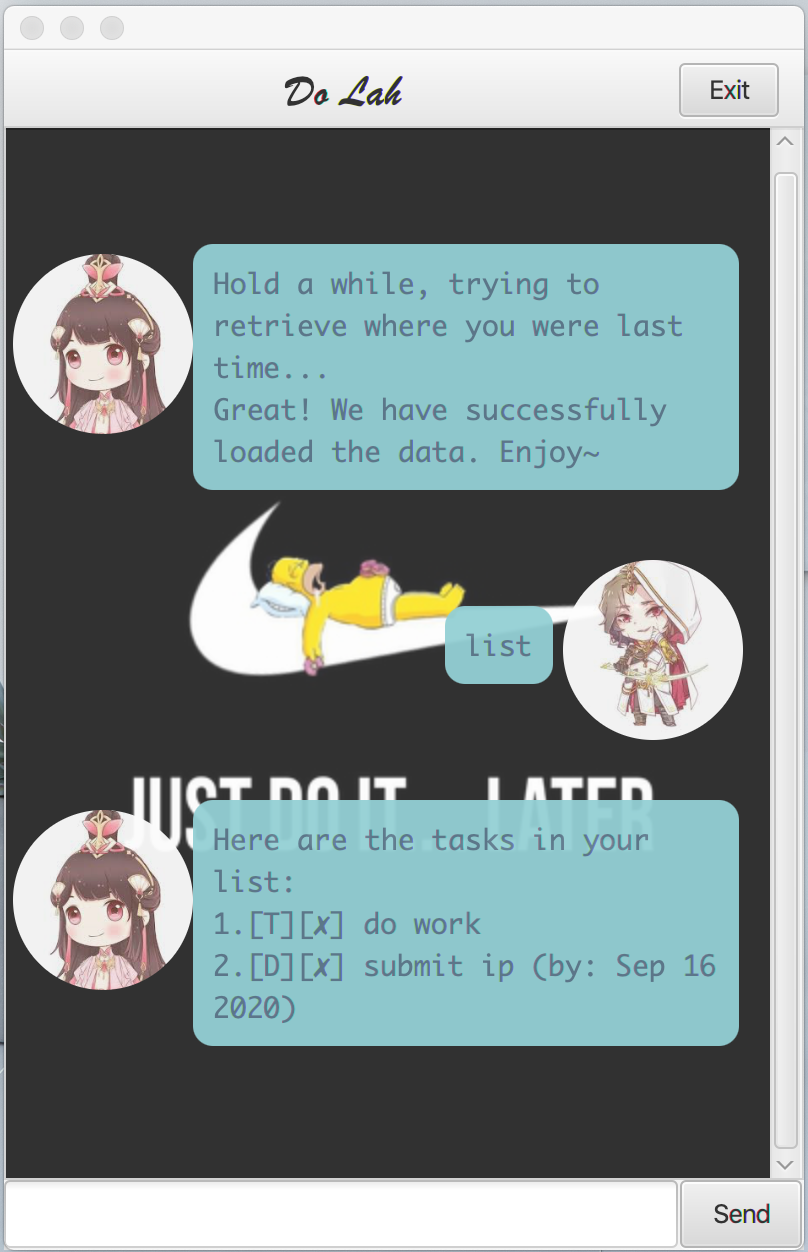 Do Lah
Exit
Hold a while, trying to
retrieve where you were last
time...
Great! We have successfully
loaded the data. Enjoy~
list
JUST DO IT... LATER
Here are the tasks in your
list:
1.[T][✗] do work
2.[D][✗] submit ip (by: Sep 16
2020)
Send